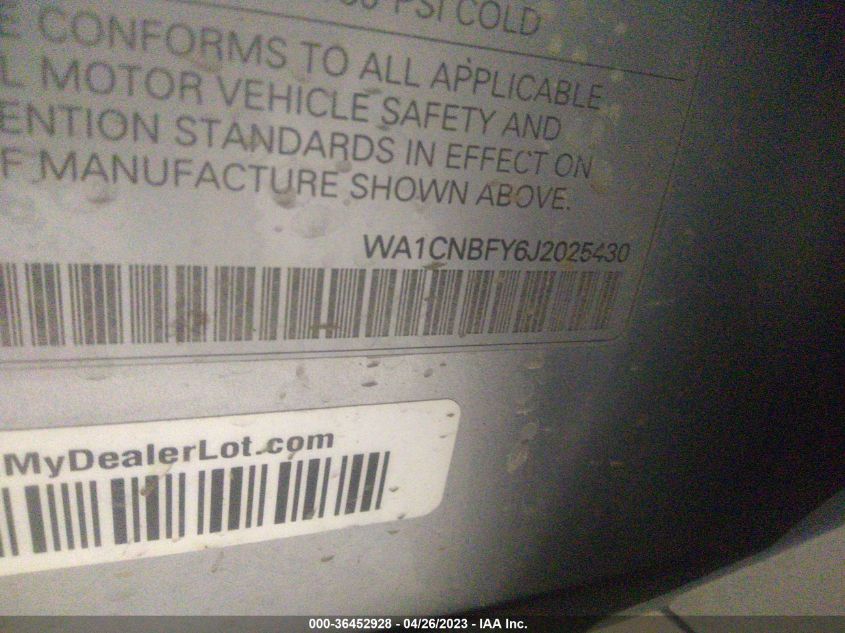 PSI COLD
CONFORMS TO ALL APPLICABLE
L MOTOR VEHICLE SAFETY AND
ENTION STANDARDS IN EFFECT ON
F MANUFACTURE SHOWN ABOVE.
WA1CNBFY6J2025430
MyDealerLot.com
000-36452928 - 04/26/2023 - IAA Inc.